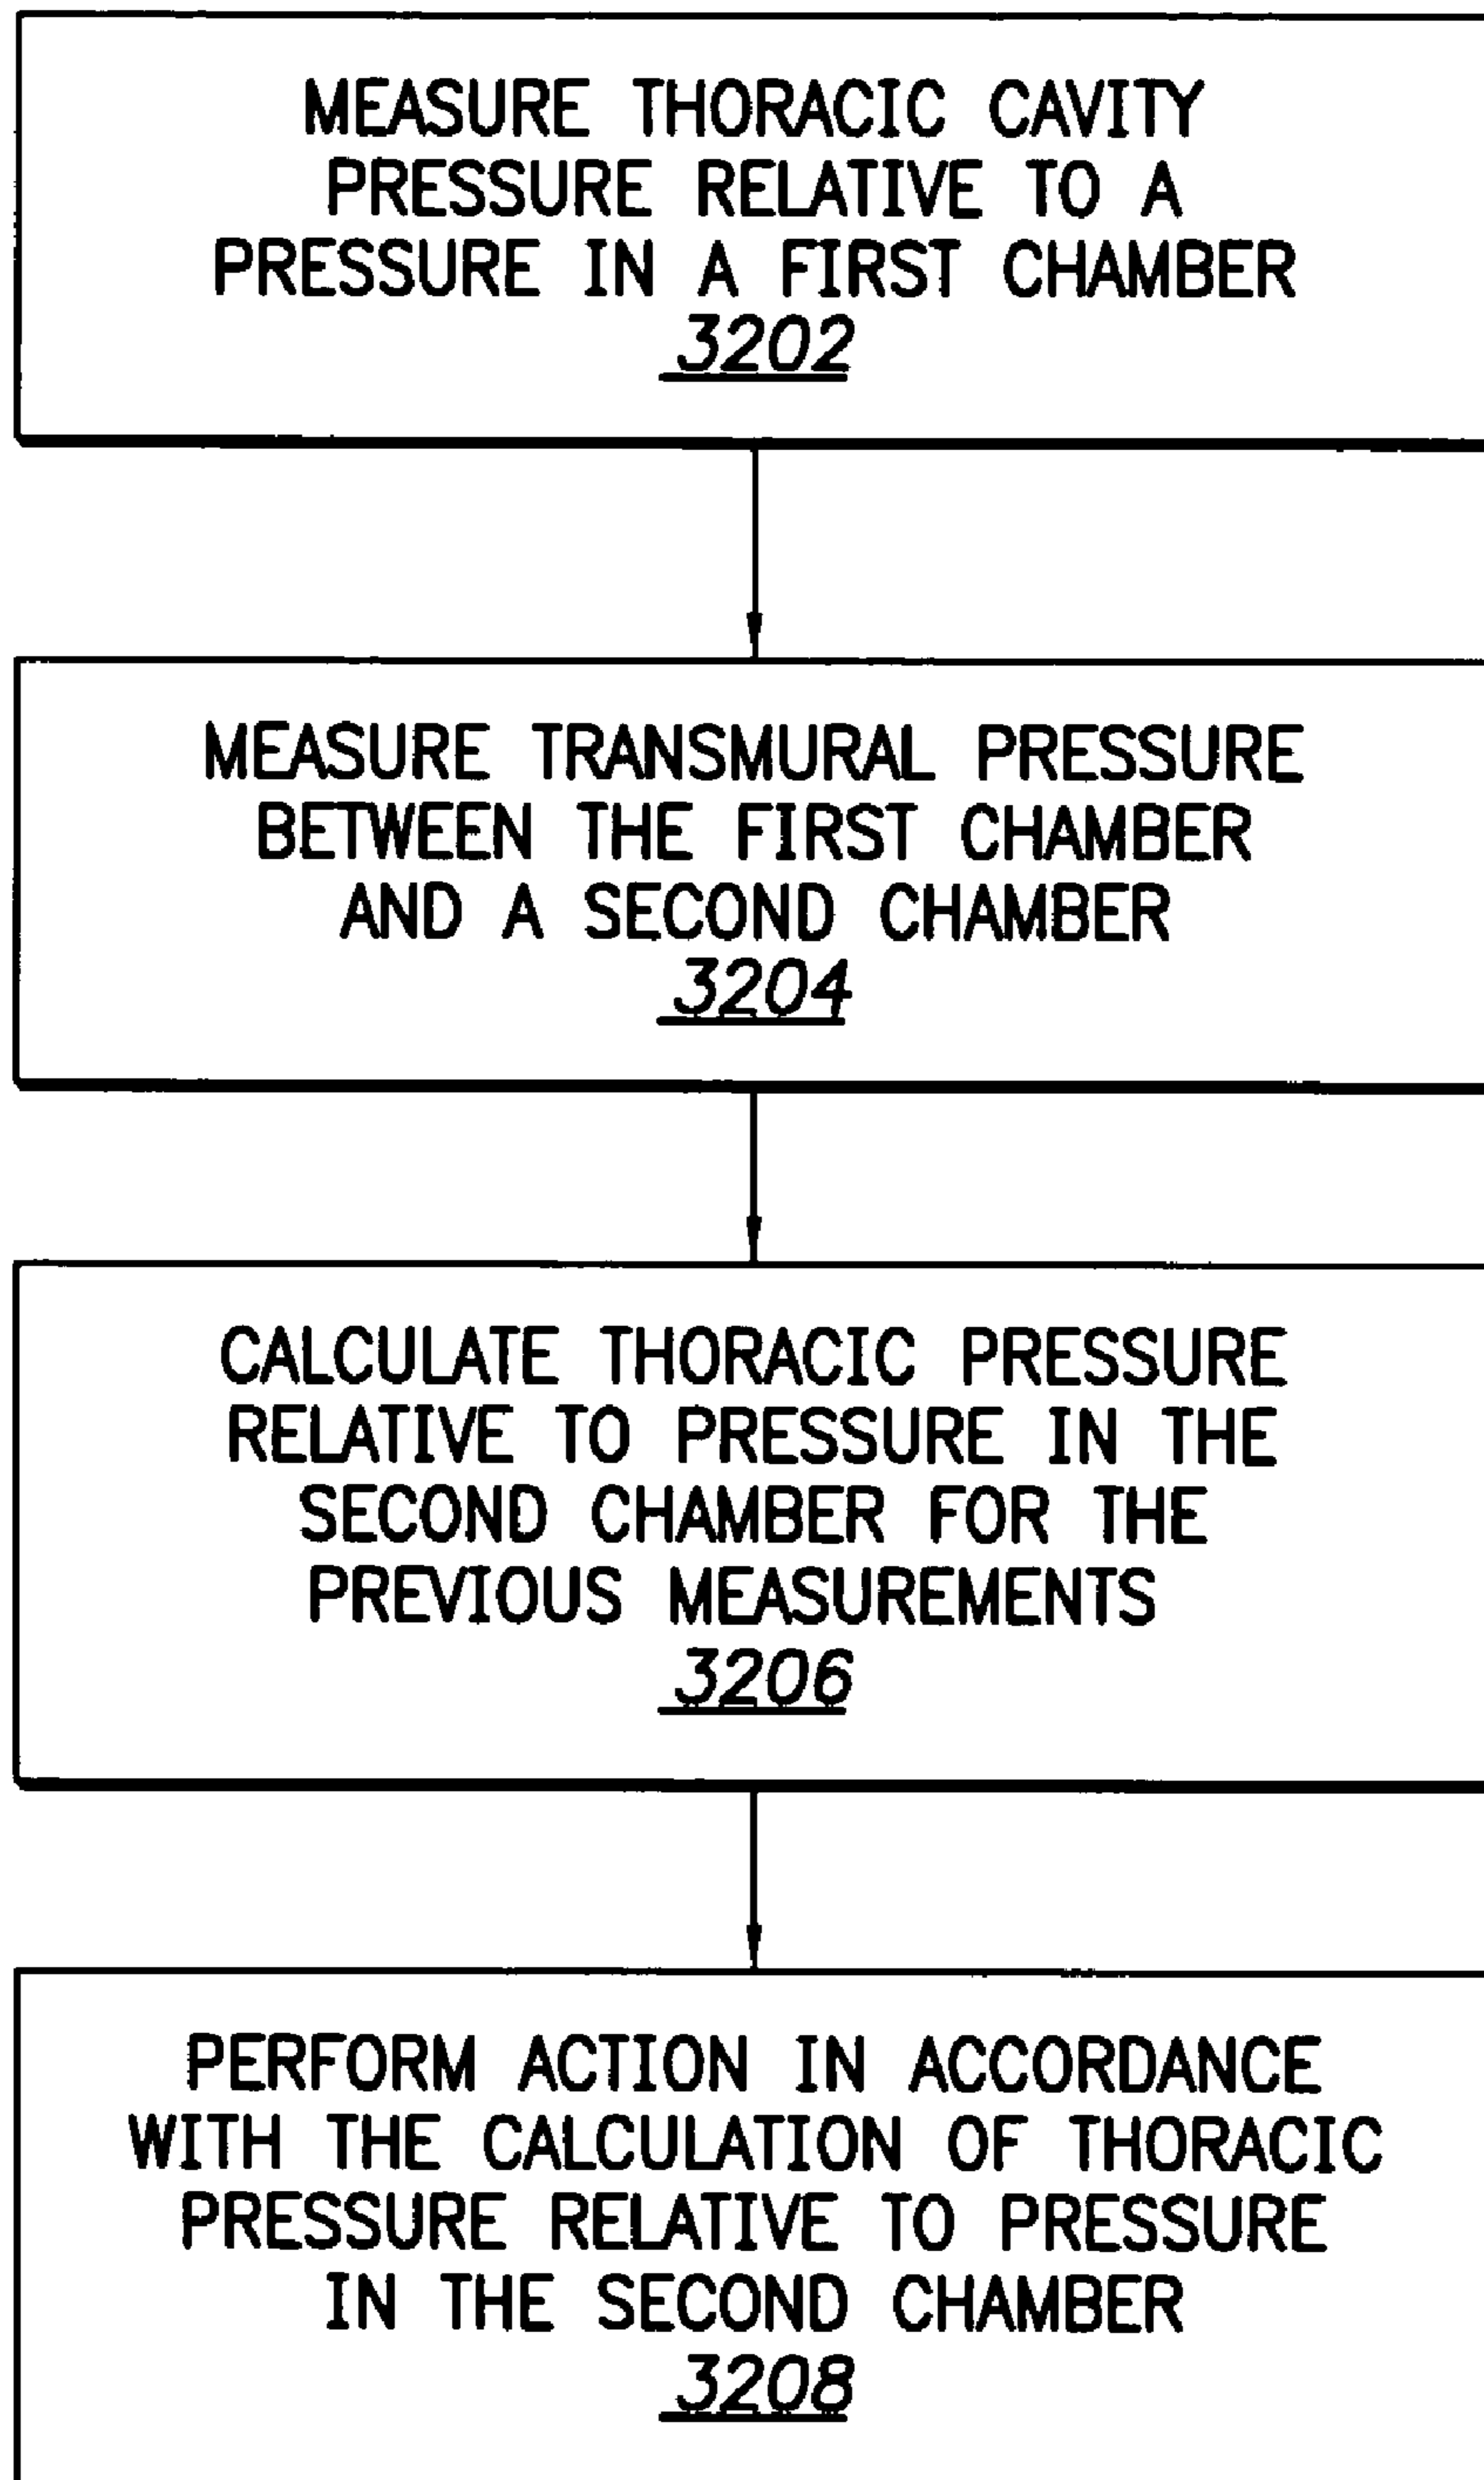 MEASURE THORACIC CAVITY
PRESSURE RELATIVE TO A
PRESSURE IN A FIRST CHAMBER
3202
MEASURE TRANSMURAL PRESSURE
BETWEEN THE FIRST CHAMBER
AND A SECOND CHAMBER
3204
CALCULATE THORACIC PRESSURE
RELATIVE TO PRESSURE IN THE
SECOND CHAMBER FOR THE
PREVIOUS MEASUREMENTS
3206
PERFORM ACTION IN ACCORDANCE
WITH THE CALCULATION OF THORACIC
PRESSURE RELATIVE TO PRESSURE
IN THE SECOND CHAMBER
3208